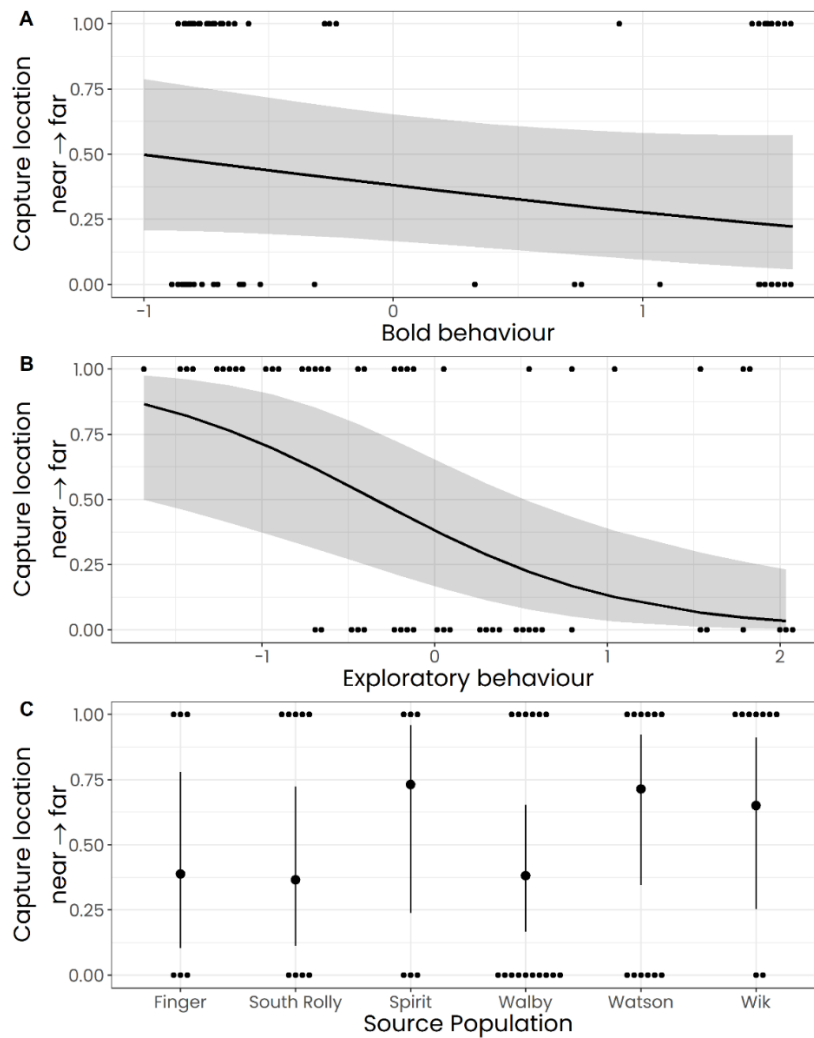 A
Capture location
near → far
1.00
0.75
0.50
0.25
0.00
-1
0
1
Bold behaviour
B
Capture location
near → far
1.00
0.75
0.50
0.25
0.00
-1
0
1
2
Exploratory behaviour
C
Capture location
near → far
1.00
0.75
0.50
0.25
0.00
Finger
South Rolly
Spirit
Walby
Watson
Wik
Source Population